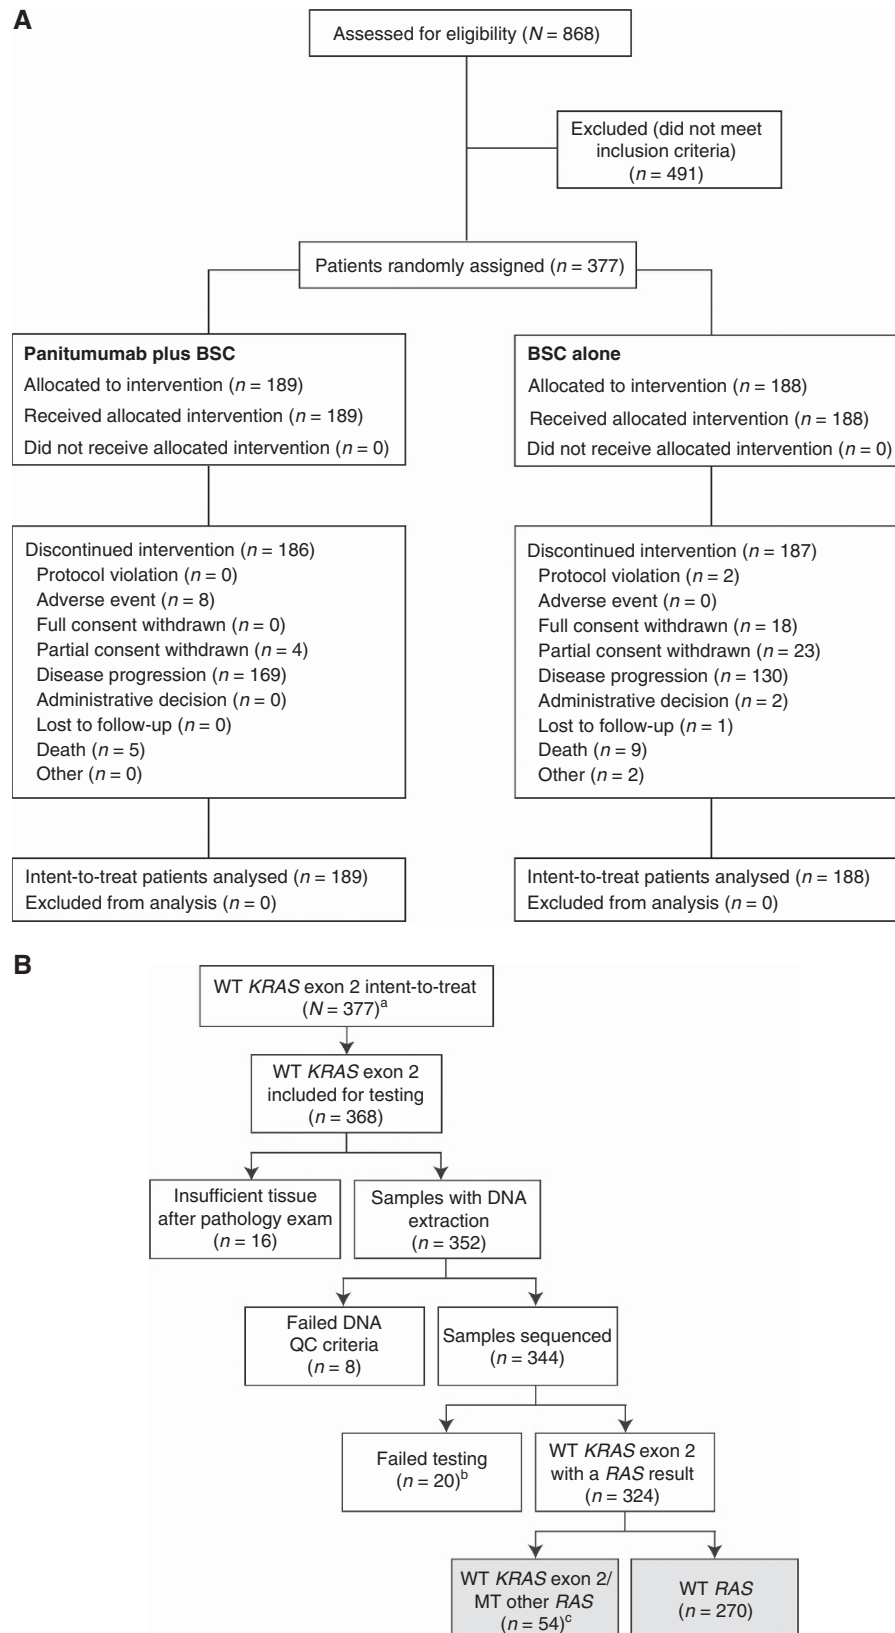 A
Assessed for eligibility (N = 868)
Excluded (did not meet
inclusion criteria)
(n = 491)
Patients randomly assigned (n = 377)
Panitumumab plus BSC
Allocated to intervention (n = 189)
Received allocated intervention (n = 189)
Did not receive allocated intervention (n = 0)
BSC alone
Allocated to intervention (n = 188)
Received allocated intervention (n = 188)
Did not receive allocated intervention (n = 0)
Discontinued intervention (n = 186)
Protocol violation (n = 0)
Adverse event (n = 8)
Full consent withdrawn (n = 0)
Partial consent withdrawn (n = 4)
Disease progression (n = 169)
Administrative decision (n = 0)
Lost to follow-up (n = 0)
Death (n = 5)
Other (n = 0)
Discontinued intervention (n = 187)
Protocol violation (n = 2)
Adverse event (n = 0)
Full consent withdrawn (n = 18)
Partial consent withdrawn (n = 23)
Disease progression (n = 130)
Administrative decision (n = 2)
Lost to follow-up (n = 1)
Death (n = 9)
Other (n = 2)
Intent-to-treat patients analysed (n = 189)
Excluded from analysis (n = 0)
Intent-to-treat patients analysed (n = 188)
Excluded from analysis (n = 0)
B
WT KRAS exon 2 intent-to-treat
(N = 377)a
WT KRAS exon 2
included for testing
(n = 368)
Insufficient tissue
after pathology exam
(n = 16)
Samples with DNA
extraction
(n = 352)
Failed DNA
QC criteria
(n = 8)
Samples sequenced
(n = 344)
Failed testing
(n = 20)b
WT KRAS exon 2
with a RAS result
(n = 324)
WT KRAS exon 2/
MT other RAS
(n = 54)c
WT RAS
(n = 270)